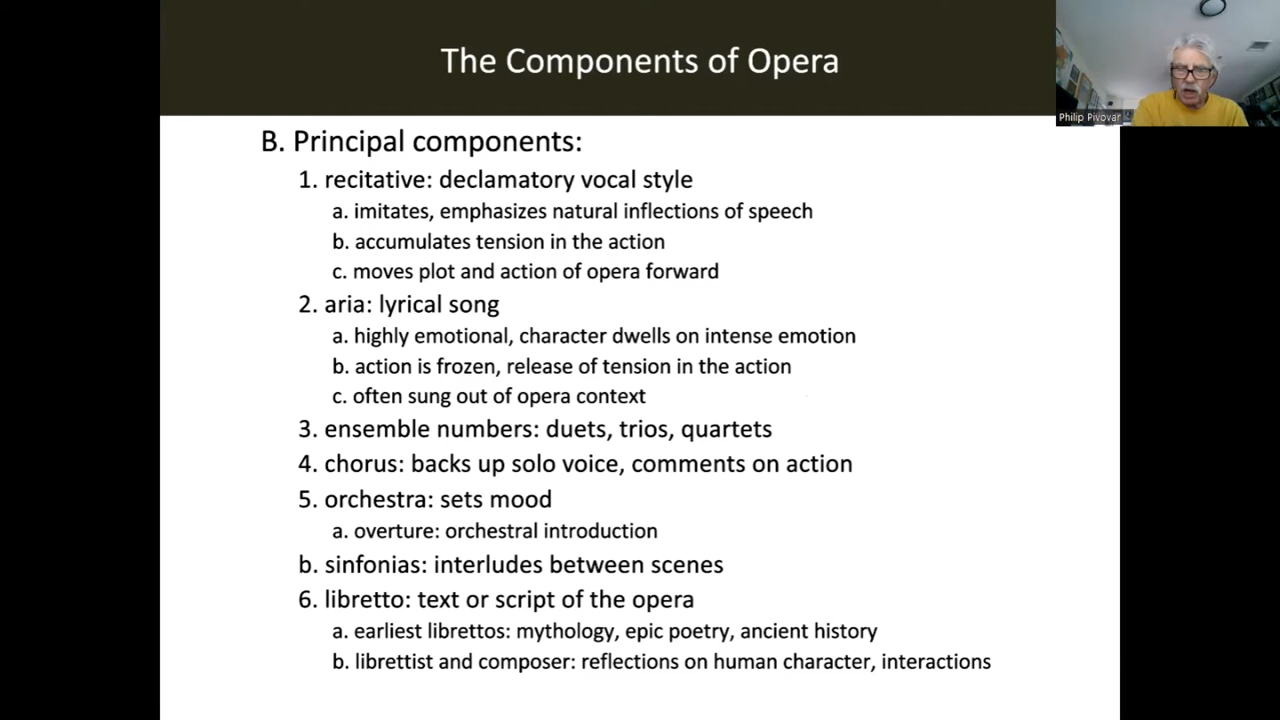 The Components of Opera
Philip Pivovar
B. Principal components:
1. recitative: declamatory vocal style
a. imitates, emphasizes natural inflections of speech
b. accumulates tension in the action
c. moves plot and action of opera forward
2. aria: lyrical song
a. highly emotional, character dwells on intense emotion
b. action is frozen, release of tension in the action
c. often sung out of opera context
3. ensemble numbers: duets, trios, quartets
4. chorus: backs up solo voice, comments on action
5. orchestra: sets mood
a. overture: orchestral introduction
b. sinfonias: interludes between scenes
6. libretto: text or script of the opera
a. earliest librettos: mythology, epic poetry, ancient history
b. librettist and composer: reflections on human character, interactions